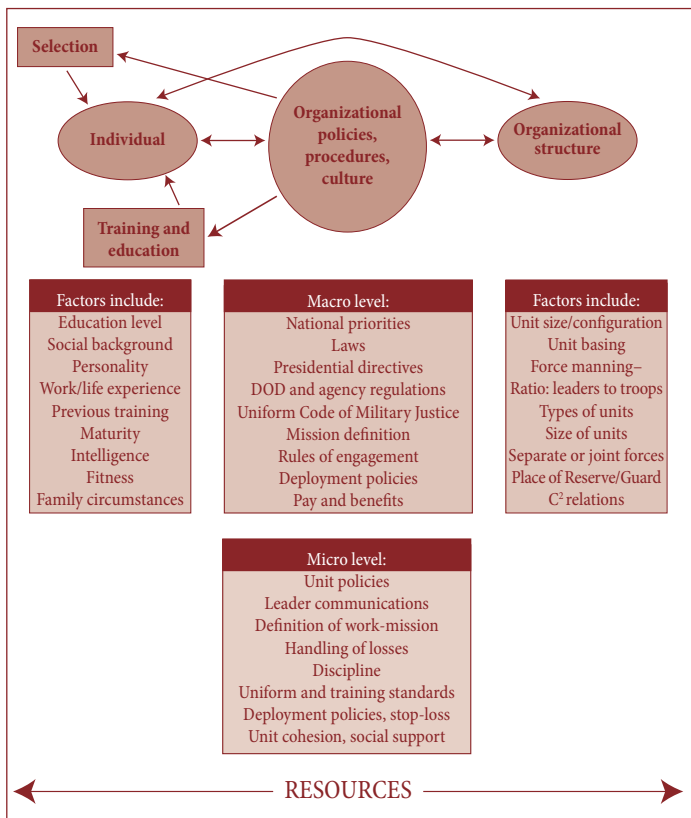 Selection
Individual
Organizational
policies,
procedures,
culture
Organizational
structure
Training and
education
Factors include:
Education level
Social background
Personality
Work/life experience
Previous training
Maturity
Intelligence
Fitness
Family circumstances
Macro level:
National priorities
Laws
Presidential directives
DOD and agency regulations
Uniform Code of Military Justice
Mission definition
Rules of engagement
Deployment policies
Pay and benefits
Factors include:
Unit size/configuration
Unit basing
Force manning–
Ratio: leaders to troops
Types of units
Size of units
Separate or joint forces
Place of Reserve/Guard
C² relations
Micro level:
Unit policies
Leader communications
Definition of work-mission
Handling of losses
Discipline
Uniform and training standards
Deployment policies, stop-loss
Unit cohesion, social support
RESOURCES